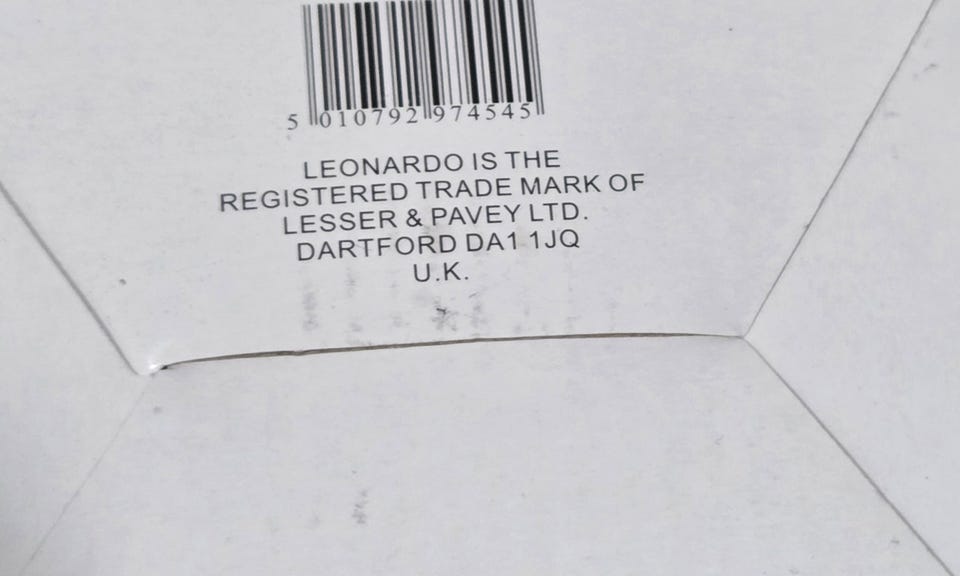 5 010792 974545
LEONARDO IS THE
REGISTERED TRADE MARK OF
LESSER & PAVEY LTD.
DARTFORD DA1 1JQ
U.K.